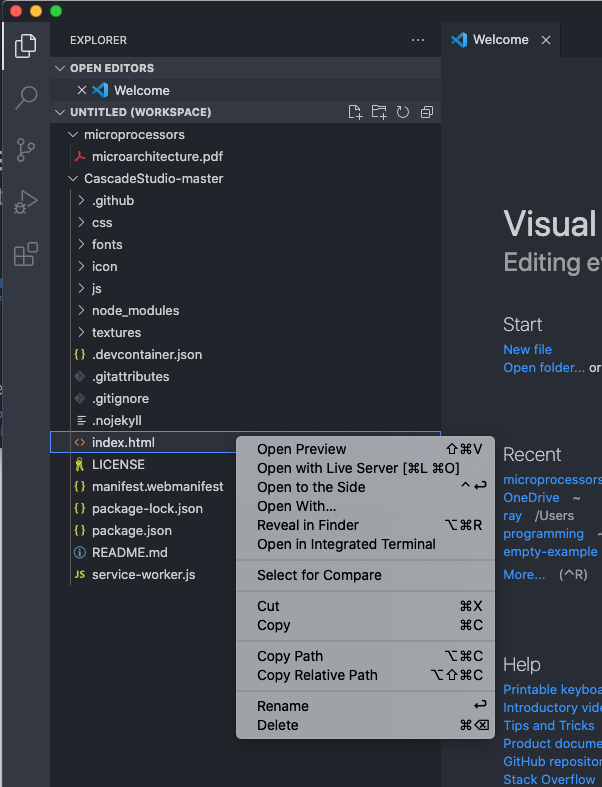 EXPLORER
Welcome
OPEN EDITORS
Welcome
UNTITLED (WORKSPACE)
microprocessors
microarchitecture.pdf
CascadeStudio-master
.github
css
fonts
icon
js
node_modules
textures
.devcontainer.json
.gitattributes
.gitignore
.nojekyll
index.html
LICENSE
manifest.webmanifest
package-lock.json
package.json
README.md
JS service-worker.js
Open Preview ⇧⌘V
Open with Live Server [⌘L ⌘O]
Open to the Side ^↩
Open With...
Reveal in Finder ⌥⌘R
Open in Integrated Terminal
Select for Compare
Cut ⌘X
Copy ⌘C
Copy Path ⌥⌘C
Copy Relative Path ⌥⇧⌘C
Rename ↩
Delete ⌘⌫
Visual
Editing e
Start
New file
Open folder... or
Recent
microprocessors
OneDrive ~
ray /Users
programming ~
empty-example
More... (^R)
Help
Printable keyboa
Introductory vide
Tips and Tricks
Product docume
GitHub repositor
Stack Overflow